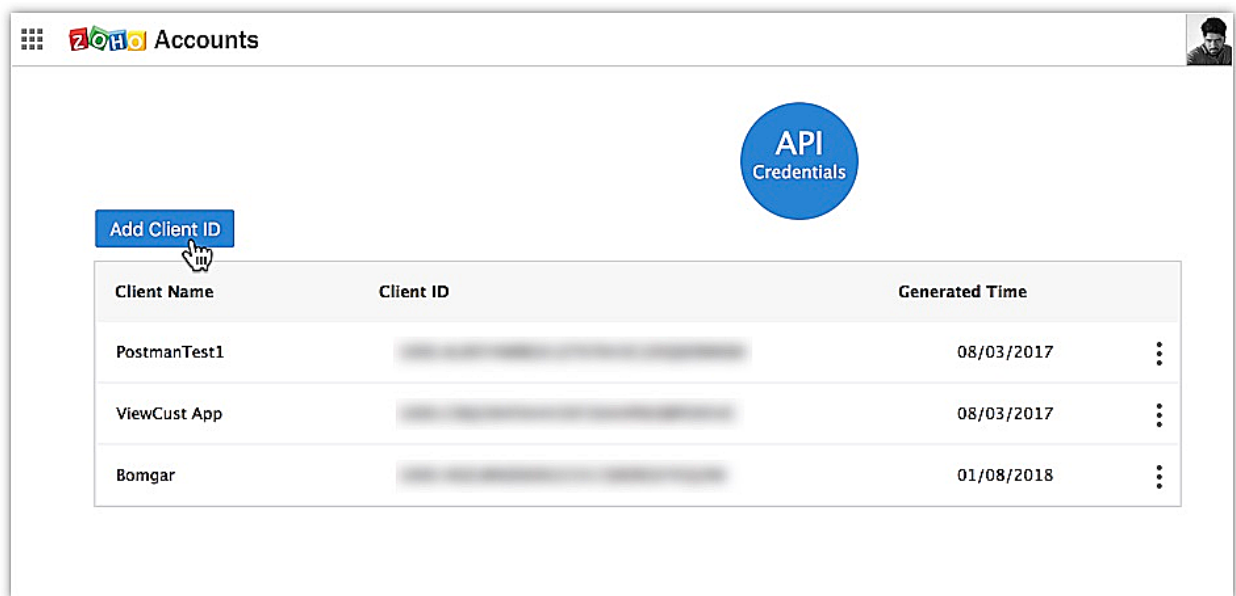 ZOHO Accounts
API
Credentials
Add Client ID
Client Name Client ID Generated Time
PostmanTest1 08/03/2017
ViewCust App 08/03/2017
Bomgar 01/08/2018